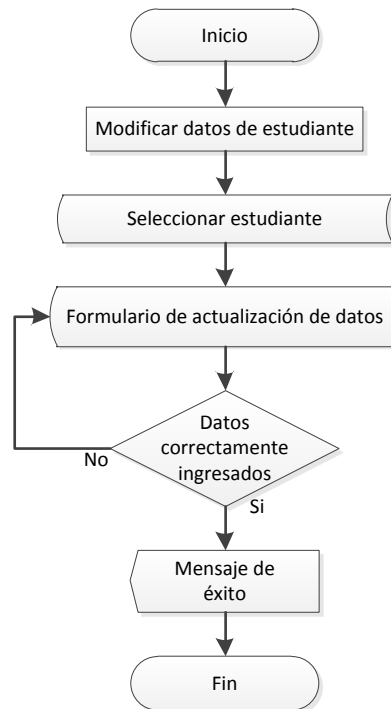 Inicio
Modificar datos de estudiante
Seleccionar estudiante
Formulario de actualización de datos
Datos
correctamente
ingresados
No
Si
Mensaje de
éxito
Fin